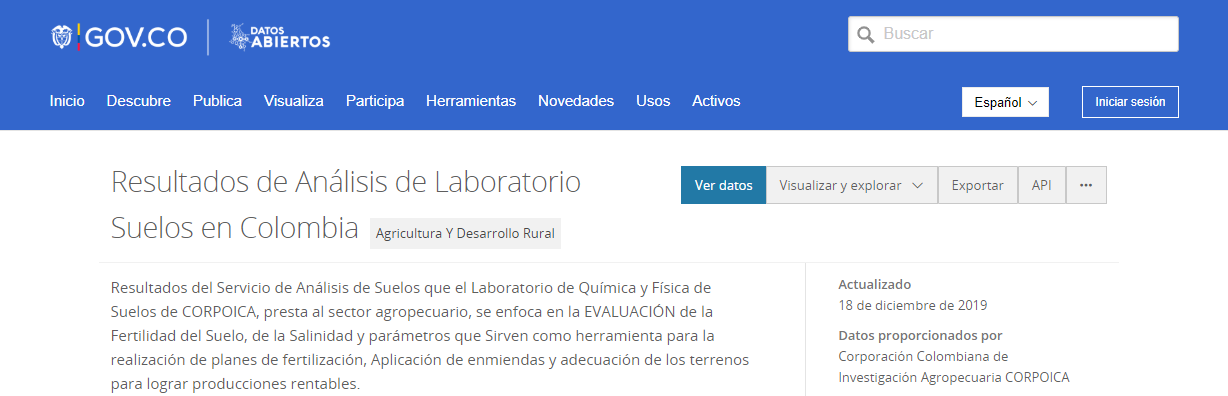 GOV.CO
DATOS
ABIERTOS
Buscar
Inicio Descubre Publica Visualiza Participa Herramientas Novedades Usos Activos
Español
Iniciar sesión
Resultados de Análisis de Laboratorio
Suelos en Colombia
Agricultura Y Desarrollo Rural
Ver datos
Visualizar y explorar
Exportar
API
Resultados del Servicio de Análisis de Suelos que el Laboratorio de Química y Física de
Suelos de CORPOICA, presta al sector agropecuario, se enfoca en la EVALUACIÓN de la
Fertilidad del Suelo, de la Salinidad y parámetros que Sirven como herramienta para la
realización de planes de fertilización, Aplicación de enmiendas y adecuación de los terrenos
para lograr producciones rentables.
Actualizado
18 de diciembre de 2019
Datos proporcionados por
Corporación Colombiana de
Investigación Agropecuaria CORPOICA